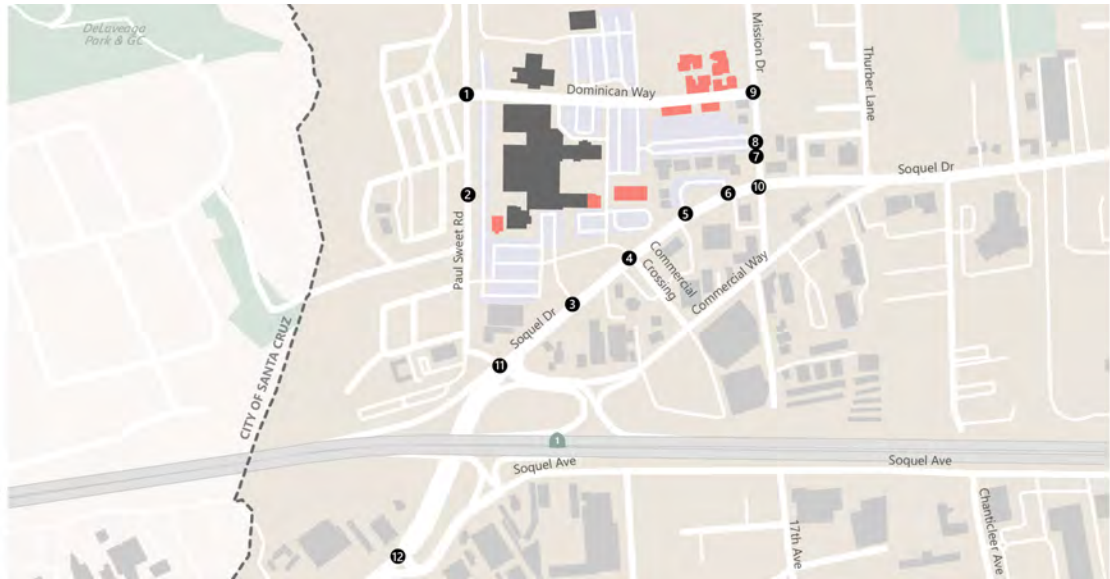 DeLaveaga
Park & GC
Mission Dr
Thurber Lane
1
Dominican Way
9
8
7
Soquel Dr
2
6
10
5
Paul Sweet Rd
4
Commercial
Crossing
Commercial Way
3
Soquel Dr
CITY OF SANTA CRUZ
11
1
Soquel Ave
Soquel Ave
17th Ave
Chanticleer Ave
12